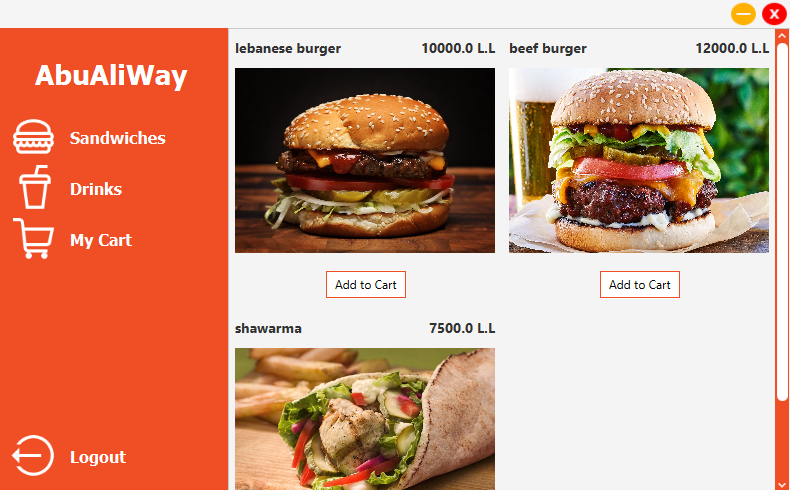 X
AbuAliWay
Sandwiches
Drinks
My Cart
Logout
lebanese burger 10000.0 L.L
beef burger 12000.0 L.L
Add to Cart
Add to Cart
shawarma 7500.0 L.L